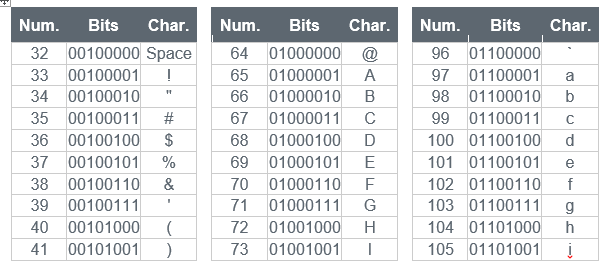 Num. Bits Char. Num. Bits Char. Num. Bits Char.
32 00100000 Space 64 01000000 @ 96 01100000 `
33 00100001 ! 65 01000001 A 97 01100001 a
34 00100010 " 66 01000010 B 98 01100010 b
35 00100011 # 67 01000011 C 99 01100011 c
36 00100100 $ 68 01000100 D 100 01100100 d
37 00100101 % 69 01000101 E 101 01100101 e
38 00100110 & 70 01000110 F 102 01100110 f
39 00100111 ' 71 01000111 G 103 01100111 g
40 00101000 ( 72 01001000 H 104 01101000 h
41 00101001 ) 73 01001001 I 105 01101001 i